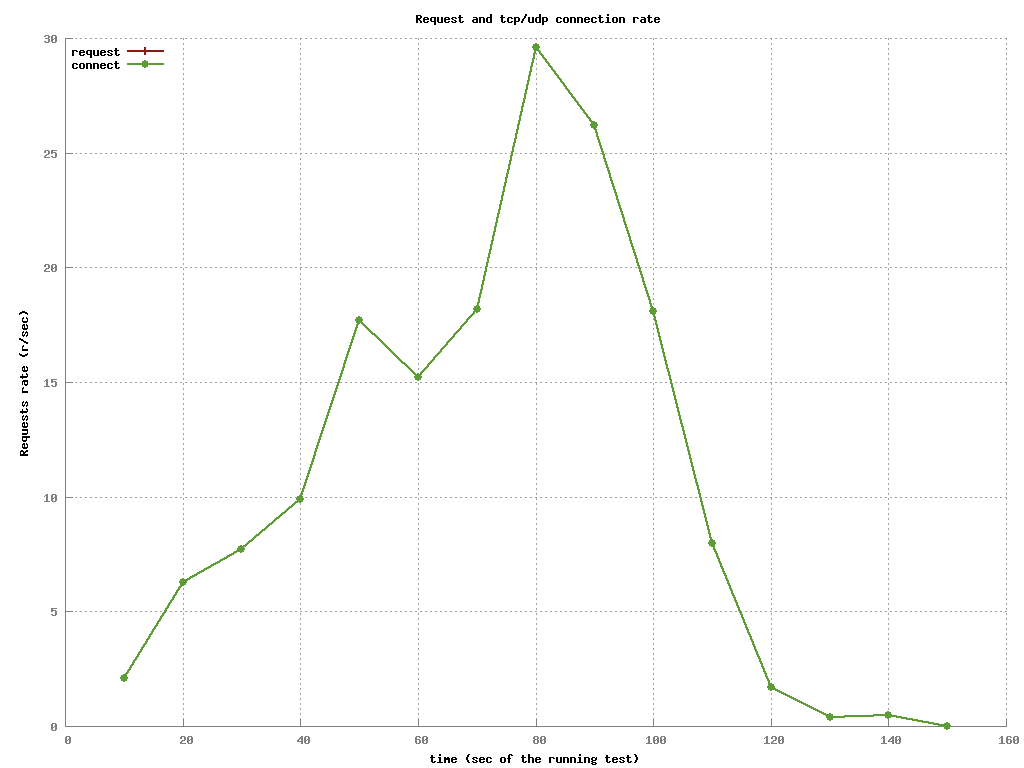 Request and tcp/udp connection rate
30
request
connect
25
20
15
10
5
0
Requests rate (r/sec)
0 20 40 60 80 100 120 140 160
time (sec of the running test)